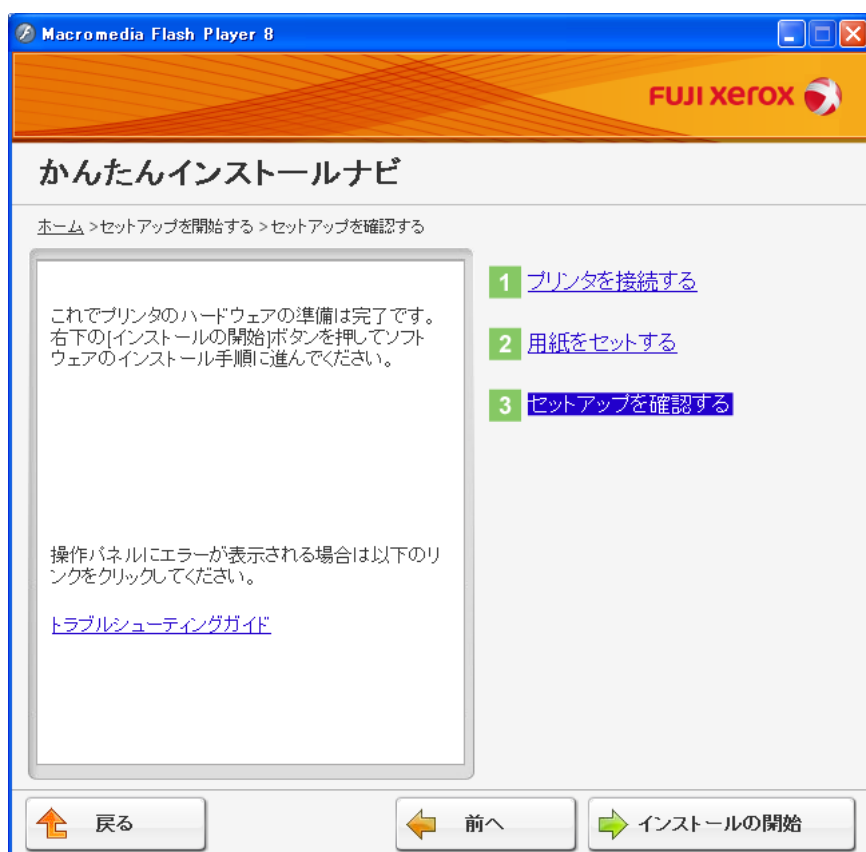 Macromedia Flash Player 8
FUJI XEROX
かんたんインストールナビ
ホーム >セットアップを開始する >セットアップを確認する
これでプリンタのハードウェアの準備は完了です。
右下の[インストールの開始]ボタンを押してソフト
ウェアのインストール手順に進んでください。
操作パネルにエラーが表示される場合は以下のリ
ンクをクリックしてください。
トラブルシューティングガイド
1 プリンタを接続する
2 用紙をセットする
3 セットアップを確認する
戻る
前へ
インストールの開始